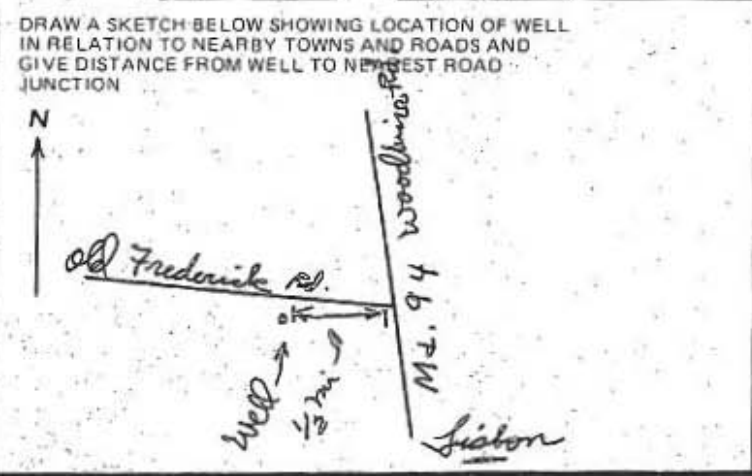 DRAW A SKETCH BELOW SHOWING LOCATION OF WELL
IN RELATION TO NEARBY TOWNS AND ROADS AND
GIVE DISTANCE FROM WELL TO NEAREST ROAD
JUNCTION
N
Md. 94 Woodbine Rd
Old Frederick Rd.
Well
1/2 mi
Lisbon